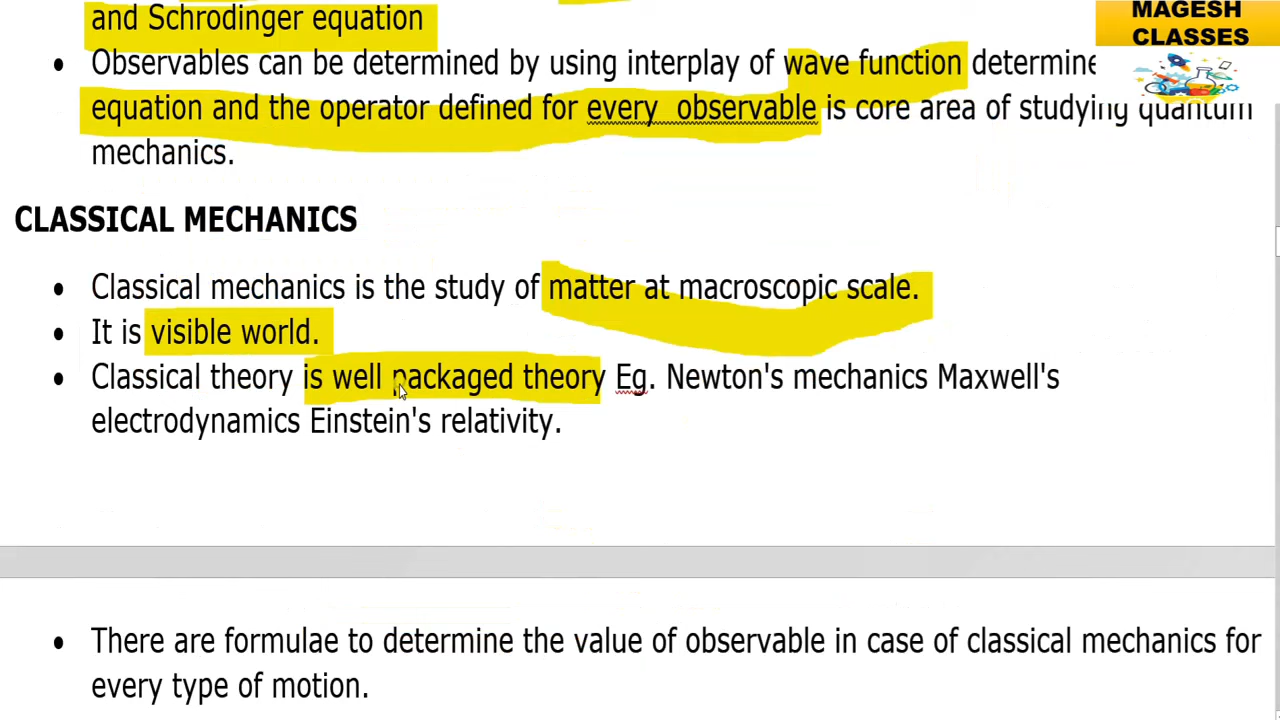 and Schrodinger equation
MAGESH
CLASSES
• Observables can be determined by using interplay of wave function determine
equation and the operator defined for every observable is core area of studying quantum
mechanics.
CLASSICAL MECHANICS
• Classical mechanics is the study of matter at macroscopic scale.
• It is visible world.
• Classical theory is well packaged theory Eg. Newton's mechanics Maxwell's
electrodynamics Einstein's relativity.
• There are formulae to determine the value of observable in case of classical mechanics for
every type of motion.